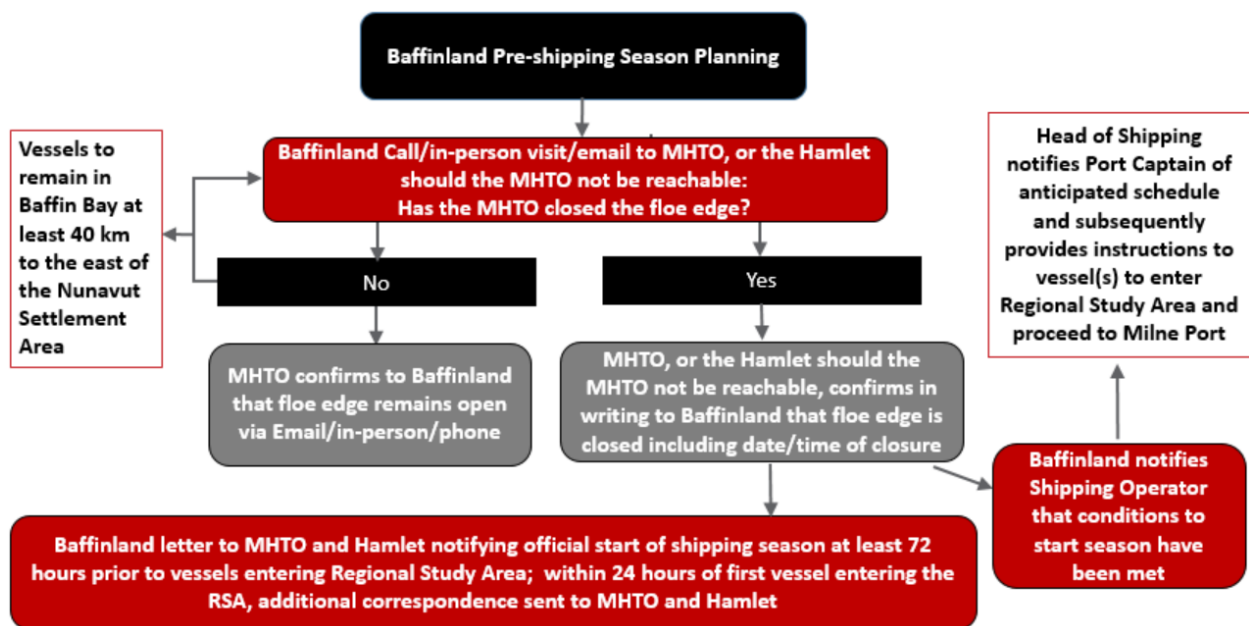 Baffinland Pre-shipping Season Planning
Vessels to
remain in
Baffin Bay at
least 40 km
to the east of
the Nunavut
Settlement
Area
Baffinland Call/in-person visit/email to MHTO, or the Hamlet
should the MHTO not be reachable:
Has the MHTO closed the floe edge?
Head of Shipping
notifies Port Captain of
anticipated schedule
and subsequently
provides instructions to
vessel(s) to enter
Regional Study Area and
proceed to Milne Port
No
Yes
MHTO confirms to Baffinland
that floe edge remains open
via Email/in-person/phone
MHTO, or the Hamlet should the
MHTO not be reachable, confirms in
writing to Baffinland that floe edge is
closed including date/time of closure
Baffinland notifies
Shipping Operator
that conditions to
start season have
been met
Baffinland letter to MHTO and Hamlet notifying official start of shipping season at least 72
hours prior to vessels entering Regional Study Area;  within 24 hours of first vessel entering the
RSA, additional correspondence sent to MHTO and Hamlet